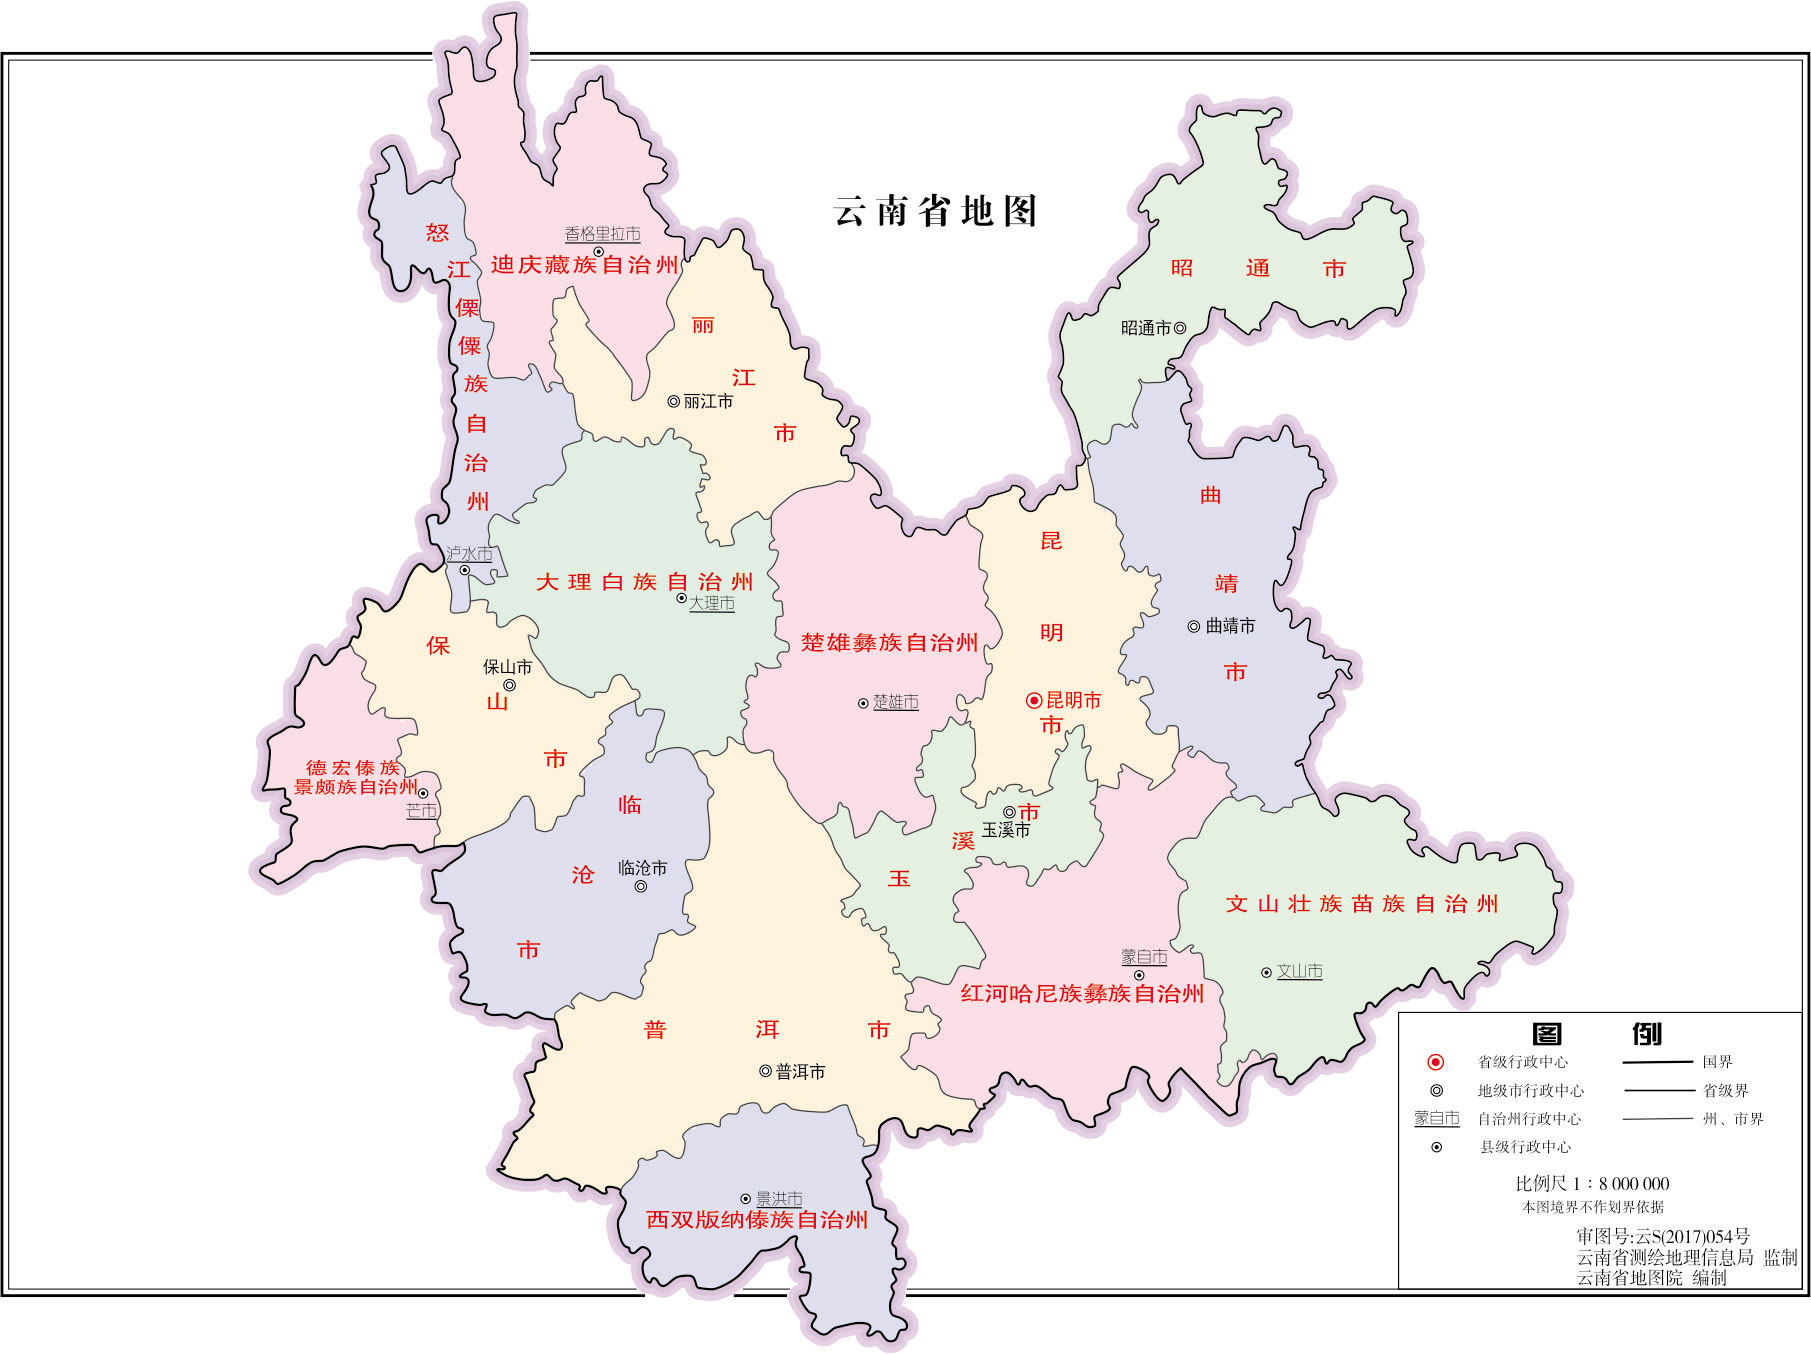 云南省地图
怒江傈僳族自治州
香格里拉市
迪庆藏族自治州
丽江市
丽江市
昭通市
昭通市
泸水市
大理白族自治州
大理市
曲靖市
曲靖市
昆明市
昆明市
保山市
保山市
楚雄彝族自治州
楚雄市
德宏傣族
景颇族自治州
芒市
临沧市
临沧市
玉溪市
玉溪市
文山壮族苗族自治州
文山市
蒙自市
红河哈尼族彝族自治州
普洱市
普洱市
景洪市
西双版纳傣族自治州
图例
省级行政中心
国界
地级市行政中心
省级界
蒙自市 自治州行政中心
州、市界
县级行政中心
比例尺 1：8 000 000
本图境界不作划界依据
审图号:云S(2017)054号
云南省测绘地理信息局 监制
云南省地图院 编制